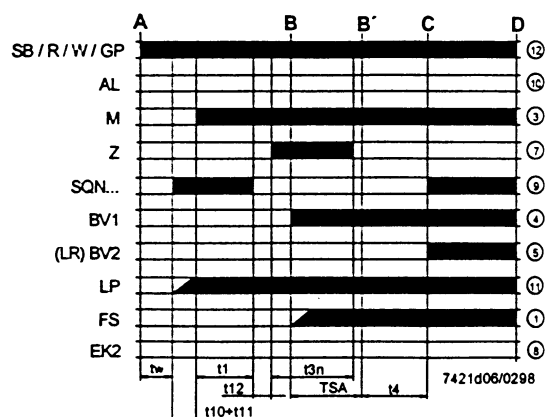 A B B´ C D
SB / R / W / GP ⑫
AL ⑩
M ③
Z ⑦
SQN... ⑨
BV1 ④
(LR) BV2 ⑤
LP ⑪
FS ①
EK2 ⑧
tw t1 t3n 7421d06/0298
t12 TSA t4
t10+t11